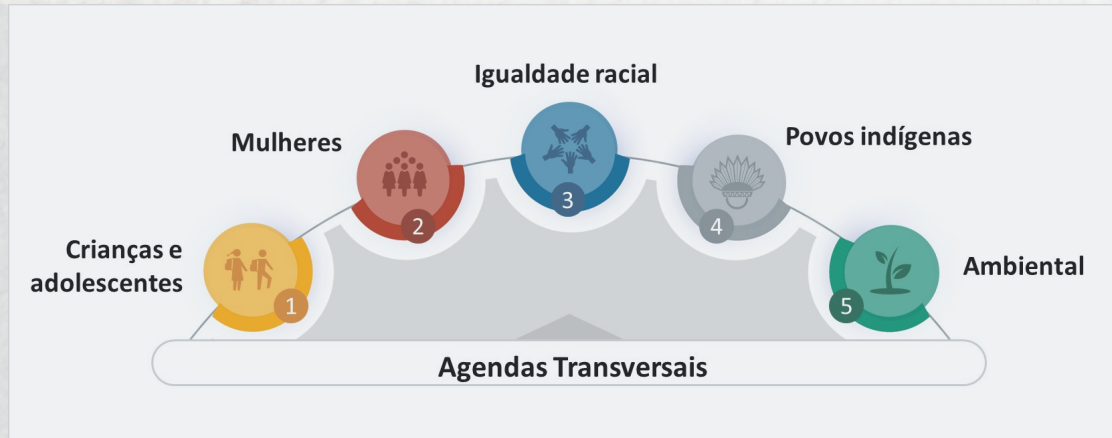 Igualdade racial
3
Mulheres
2
Povos indígenas
4
Crianças e
adolescentes
1
Ambiental
5
Agendas Transversais